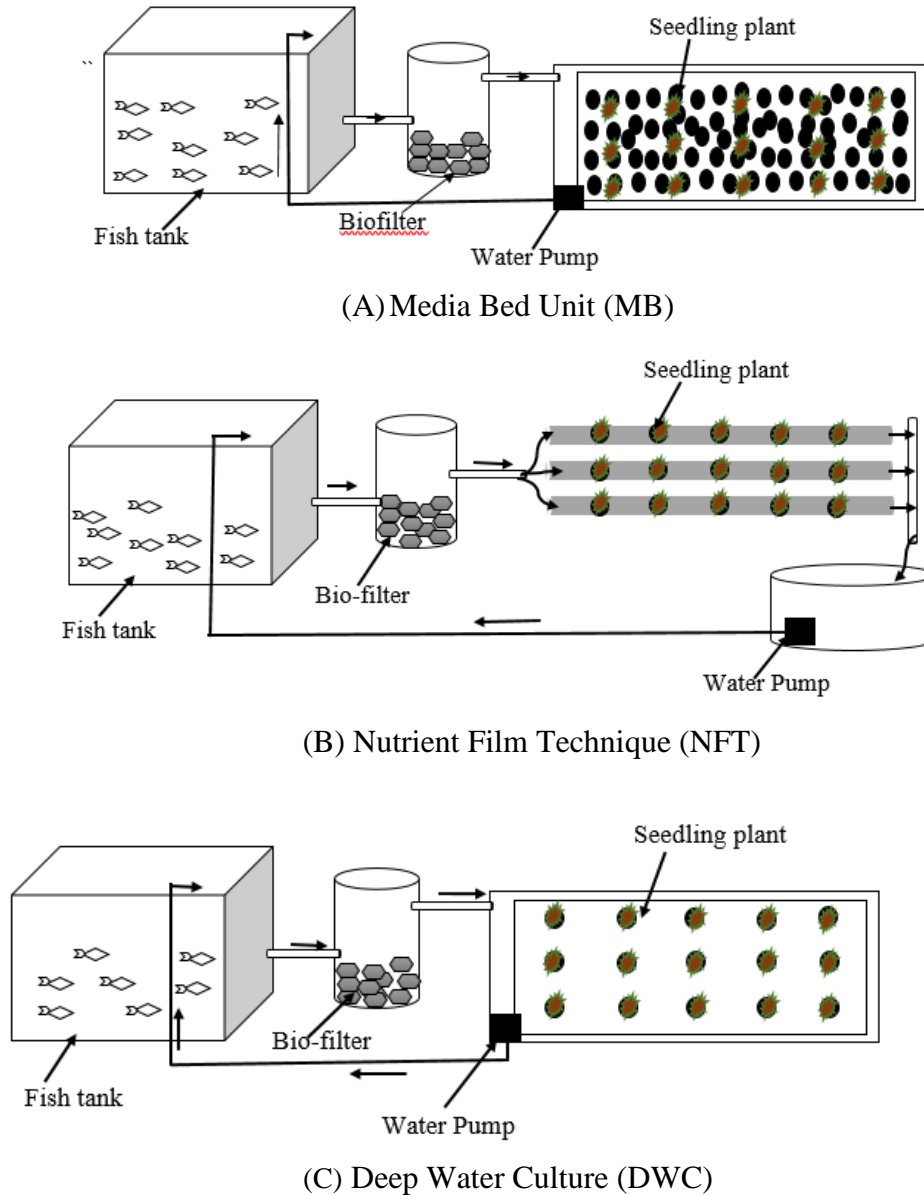 Seedling plant
``
Biofilter
Fish tank
Water Pump
(A) Media Bed Unit (MB)
Seedling plant
Bio-filter
Fish tank
Water Pump
(B) Nutrient Film Technique (NFT)
Seedling plant
Bio-filter
Fish tank
Water Pump
(C) Deep Water Culture (DWC)